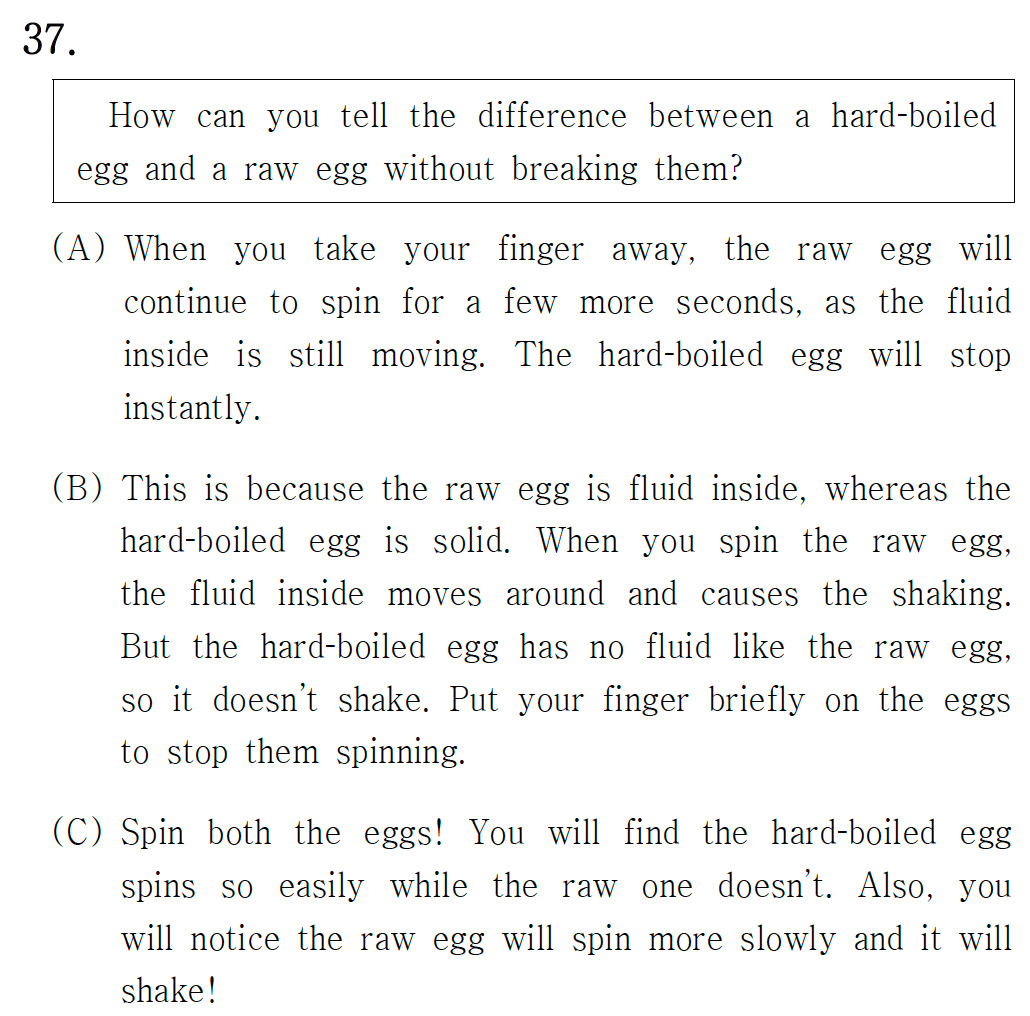 37.
How can you tell the difference between a hard-boiled
egg and a raw egg without breaking them?
(A) When you take your finger away, the raw egg will
continue to spin for a few more seconds, as the fluid
inside is still moving. The hard-boiled egg will stop
instantly.
(B) This is because the raw egg is fluid inside, whereas the
hard-boiled egg is solid. When you spin the raw egg,
the fluid inside moves around and causes the shaking.
But the hard-boiled egg has no fluid like the raw egg,
so it doesn't shake. Put your finger briefly on the eggs
to stop them spinning.
(C) Spin both the eggs! You will find the hard-boiled egg
spins so easily while the raw one doesn't. Also, you
will notice the raw egg will spin more slowly and it will
shake!